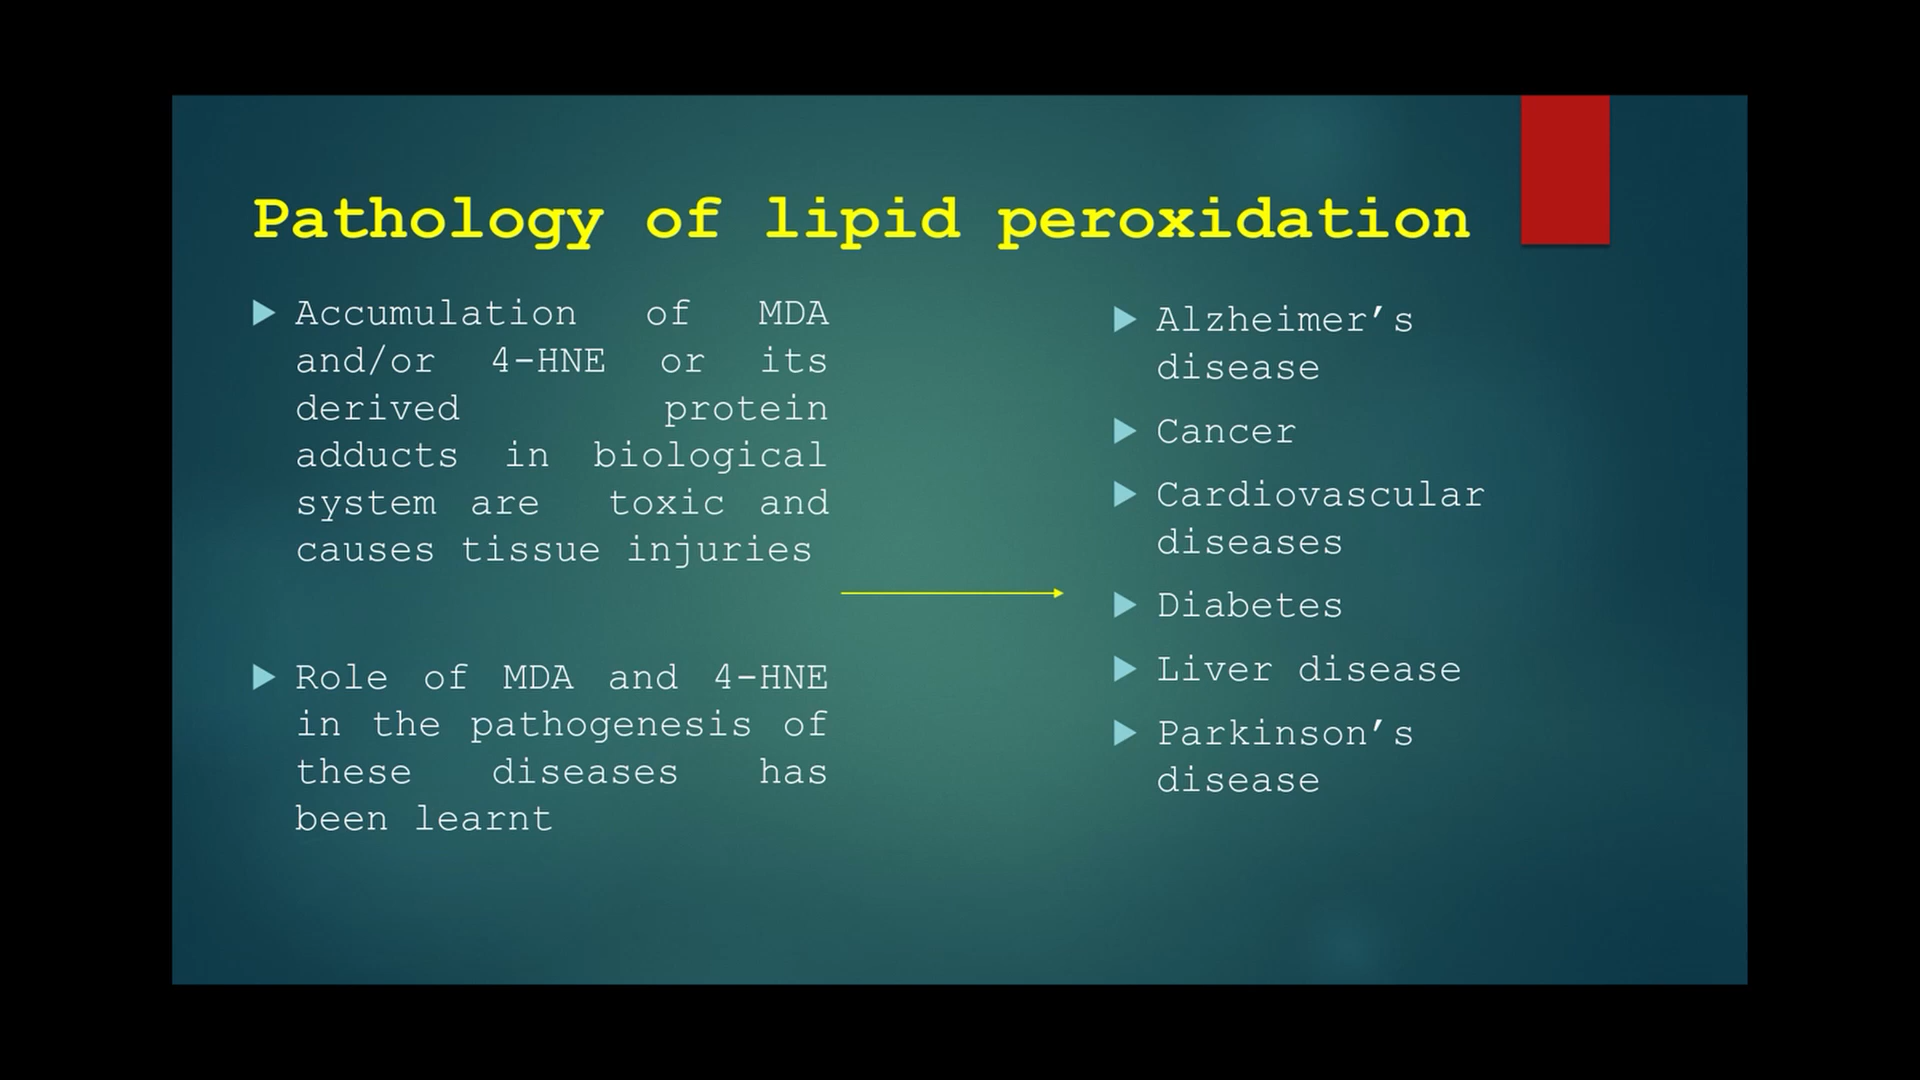 Pathology of lipid peroxidation
Accumulation of MDA
and/or 4-HNE or its
derived protein
adducts in biological
system are toxic and
causes tissue injuries
Role of MDA and 4-HNE
in the pathogenesis of
these diseases has
been learnt
Alzheimer’s
disease
Cancer
Cardiovascular
diseases
Diabetes
Liver disease
Parkinson’s
disease